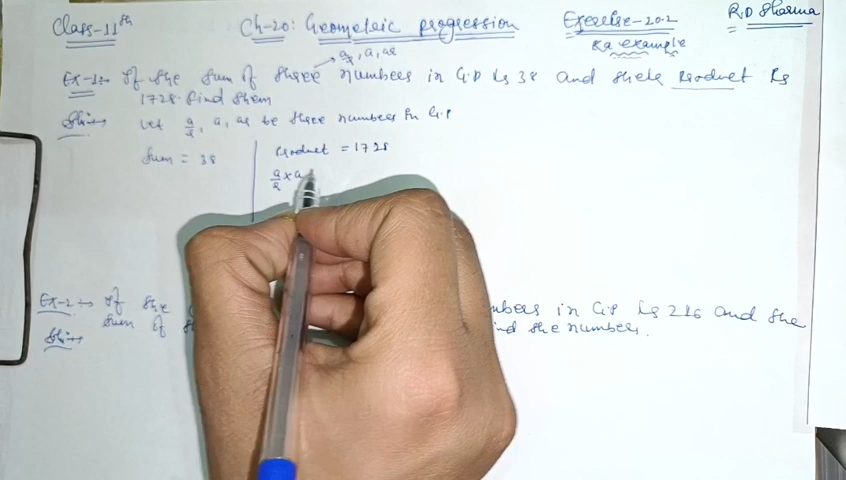 Class-11th Ch-20: Geometric progression Exercise-20.2 R.D Sharma
Ka example
a/r, a, ar
Ex-1:→ If the sum of three numbers in G.P is 38 and their Product is
1728. find them
Sol:→ Let a/r, a, ar be three numbers in G.P
Sum = 38
Product = 1728
a/r × a
Ex-2 → If the numbers in G.P is 216 and the
Sum of find the numbers.
Sol:→